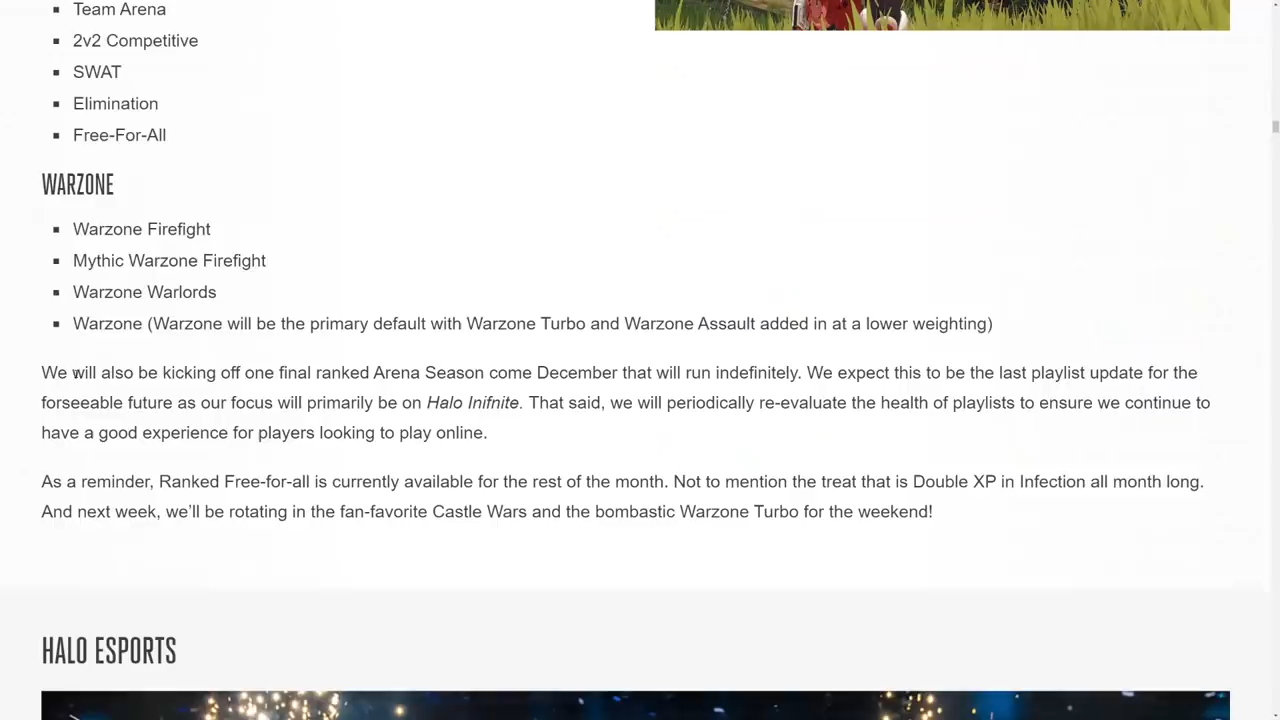 Team Arena
2v2 Competitive
SWAT
Elimination
Free-For-All
WARZONE
Warzone Firefight
Mythic Warzone Firefight
Warzone Warlords
Warzone (Warzone will be the primary default with Warzone Turbo and Warzone Assault added in at a lower weighting)
We will also be kicking off one final ranked Arena Season come December that will run indefinitely. We expect this to be the last playlist update for the
forseeable future as our focus will primarily be on Halo Inifnite. That said, we will periodically re-evaluate the health of playlists to ensure we continue to
have a good experience for players looking to play online.
As a reminder, Ranked Free-for-all is currently available for the rest of the month. Not to mention the treat that is Double XP in Infection all month long.
And next week, we’ll be rotating in the fan-favorite Castle Wars and the bombastic Warzone Turbo for the weekend!
HALO ESPORTS